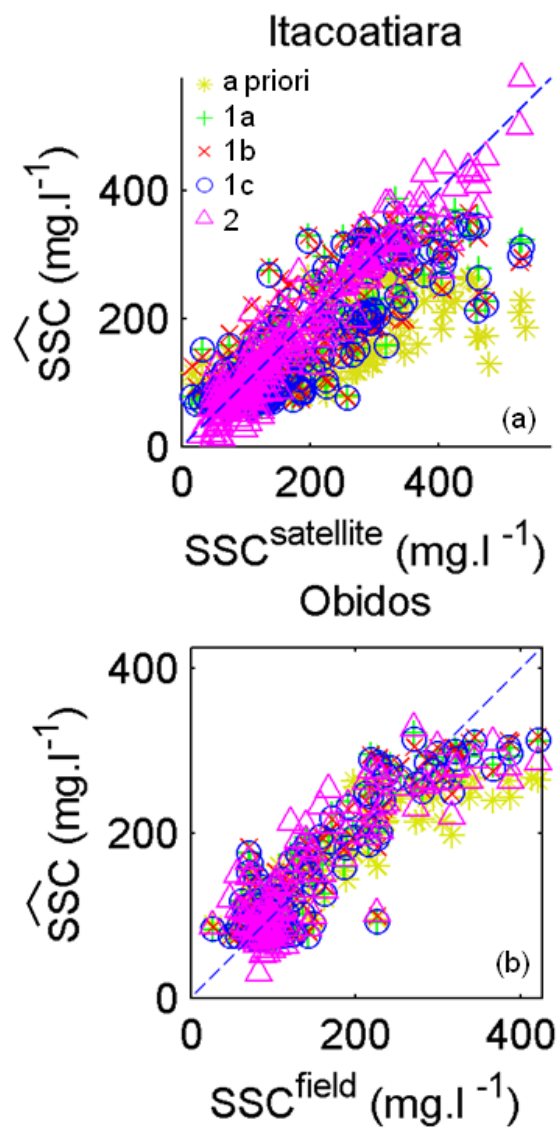 Itacoatiara
a priori
1a
1b
1c
2
400
200
0
SSC^ (mg.l⁻¹)
(a)
0 200 400
SSCˢᵃᵗᵉˡˡⁱᵗᵉ (mg.l ⁻¹)
Obidos
400
200
0
SSC^ (mg.l⁻¹)
(b)
0 200 400
SSCᶠⁱᵉˡᵈ (mg.l ⁻¹)